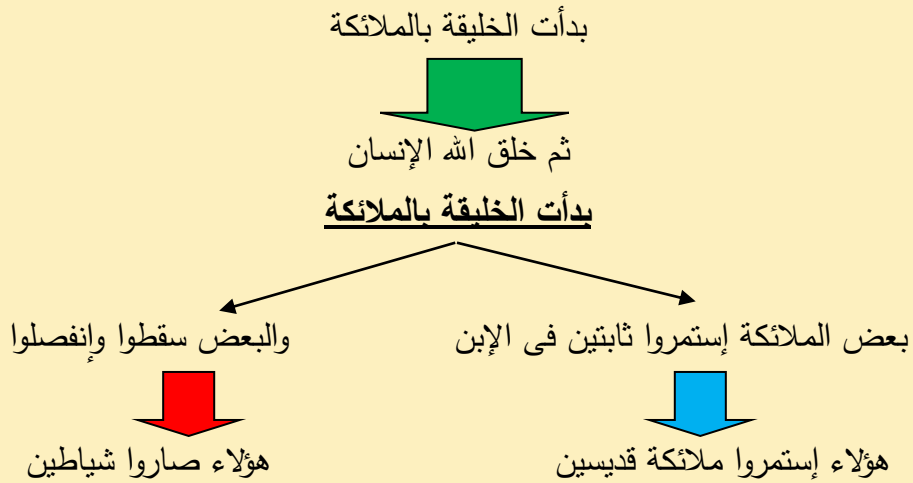 بدأت الخليقة بالملائكة
ثم خلق الله الإنسان
بدأت الخليقة بالملائكة
بعض الملائكة إستمروا ثابتين فى الإبن
والبعض سقطوا وإنفصلوا
هؤلاء إستمروا ملائكة قديسين
هؤلاء صاروا شياطين